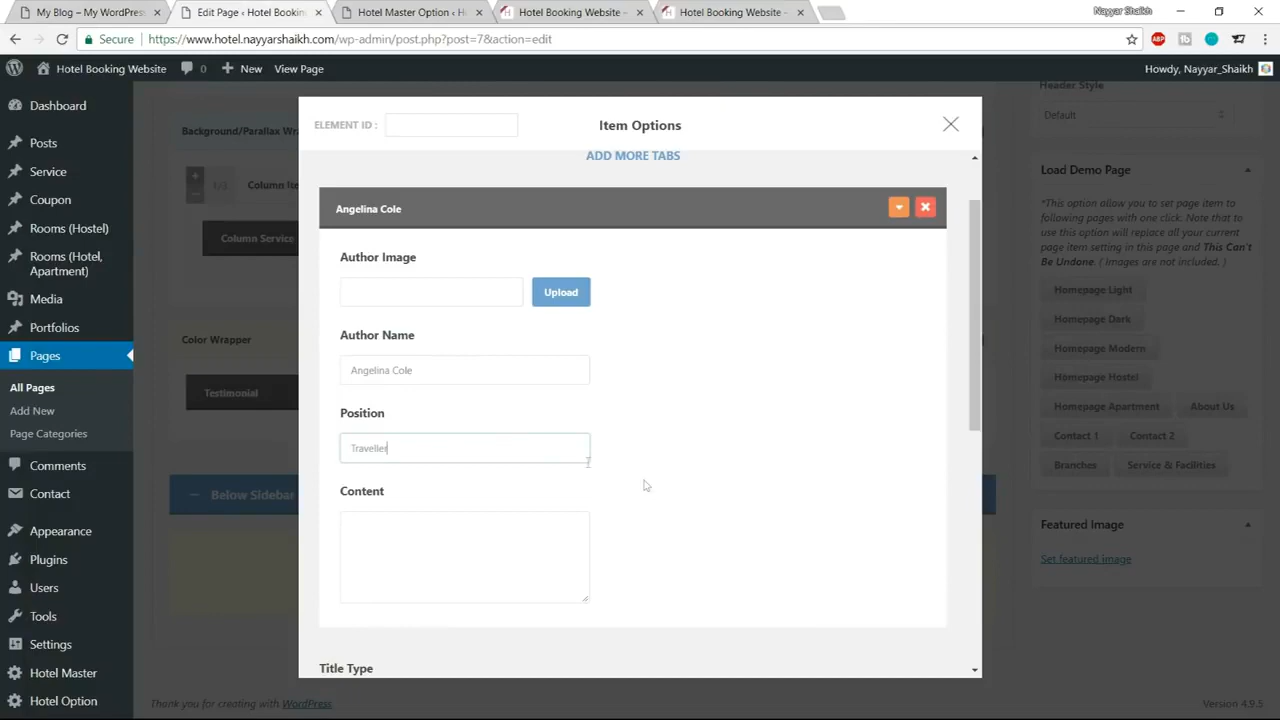 My Blog – My WordPress
Edit Page ‹ Hotel Bookin
Hotel Master Option ‹ H
Hotel Booking Website -
Hotel Booking Website -
Nayyar Shaikh
Secure
https://www.hotel.nayyarshaikh.com/wp-admin/post.php?post=7&action=edit
ABP
Hotel Booking Website
0
New
View Page
Howdy, Nayyar_Shaikh
Dashboard
Posts
Service
Coupon
Rooms (Hostel)
Rooms (Hotel,
Apartment)
Media
Portfolios
Pages
All Pages
Add New
Page Categories
Comments
Contact
Appearance
Plugins
Users
Tools
Settings
Hotel Master
Hotel Option
Background/Parallax Wr
+
−
1/3
Column Ite
Column Service
Color Wrapper
Testimonial
Below Sidebar
ELEMENT ID :
Item Options
ADD MORE TABS
Angelina Cole
Author Image
Upload
Author Name
Angelina Cole
Position
Traveller
Content
Title Type
Header Style
Default
Load Demo Page
*This option allow you to set page item to
following pages with one click. Note that to
use this option will replace all your current
page item setting in this page and This Can't
Be Undone. ( Images are not included. )
Homepage Light
Homepage Dark
Homepage Modern
Homepage Hostel
Homepage Apartment
About Us
Contact 1
Contact 2
Branches
Service & Facilities
Featured Image
Set featured image
Thank you for creating with WordPress
Version 4.9.5